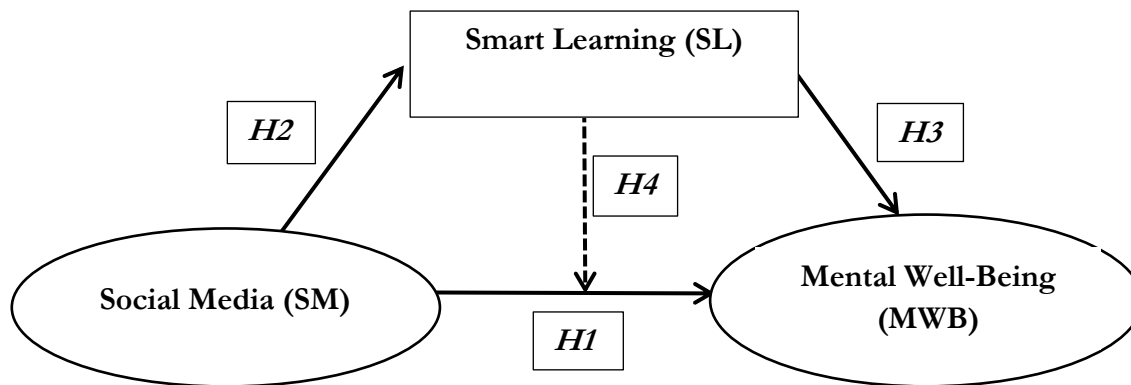 Smart Learning (SL)
H2
H3
H4
Social Media (SM)
Mental Well-Being
(MWB)
H1